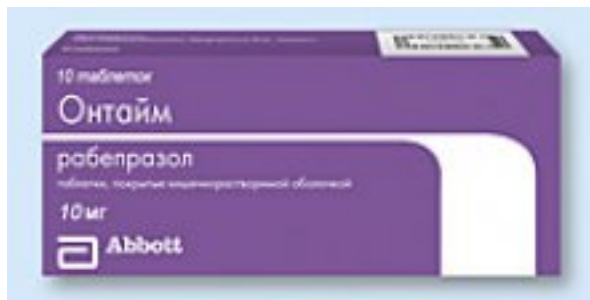 10 таблеток
Онтайм
рабепразол
таблетки, покрытые кишечнорастворимой оболочкой
10 мг
Abbott